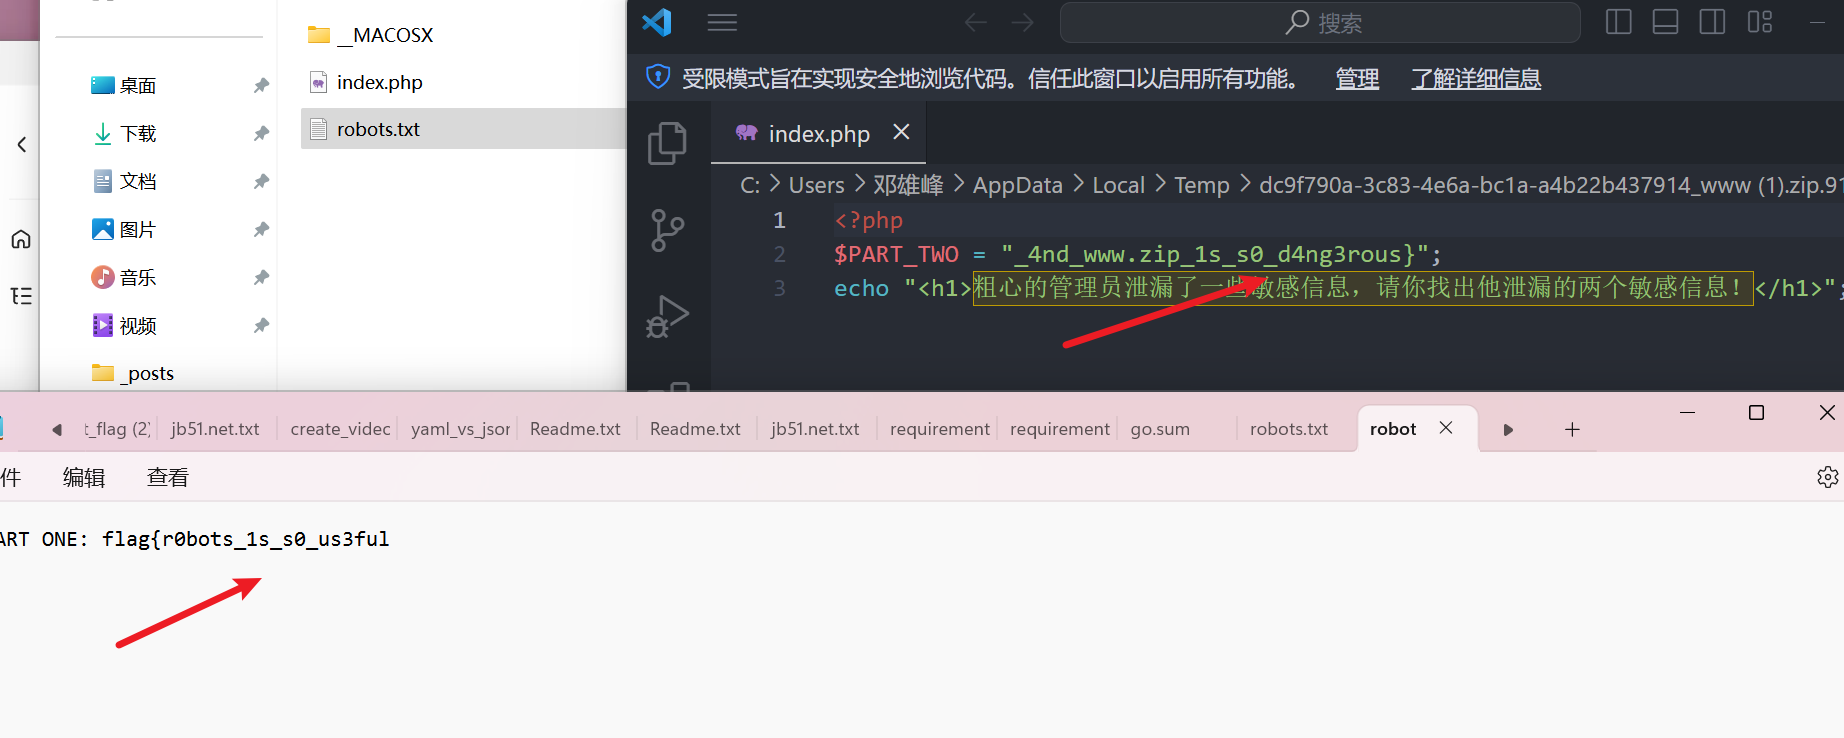 桌面
下载
文档
图片
音乐
视频
_posts
__MACOSX
index.php
robots.txt
搜索
受限模式旨在实现安全地浏览代码。信任此窗口以启用所有功能。 管理 了解详细信息
index.php
C: > Users > 邓雄峰 > AppData > Local > Temp > dc9f790a-3c83-4e6a-bc1a-a4b22b437914_www (1).zip.91
1 <?php
2 $PART_TWO = "_4nd_www.zip_1s_s0_d4ng3rous}";
3 echo "<h1>粗心的管理员泄漏了一些敏感信息，请你找出他泄漏的两个敏感信息！</h1>";
t_flag (2) jb51.net.txt create_videc yaml_vs_jsor Readme.txt Readme.txt jb51.net.txt requirement requirement go.sum robots.txt robot
件 编辑 查看
ART ONE: flag{r0bots_1s_s0_us3ful